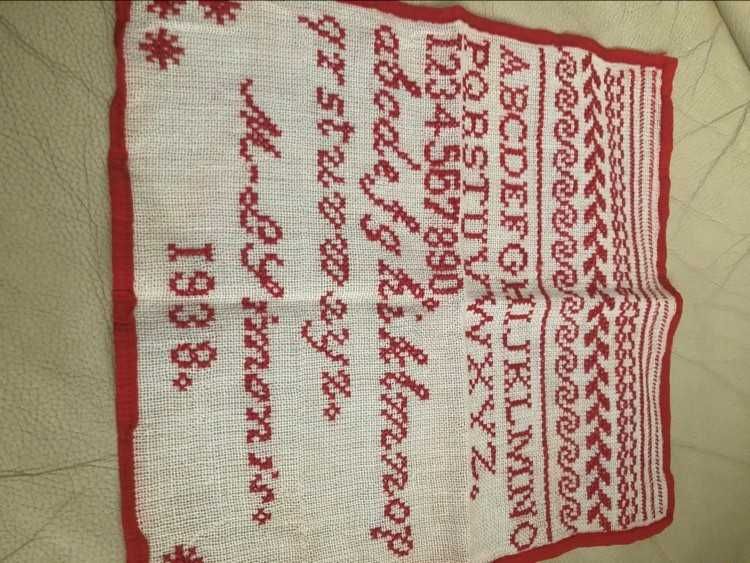 ABCDEFGHIJKLMNO
PQRSTUVWXYZ.
1234567890
abcdefghiklmnop
qrstuvwxyz.
1938.